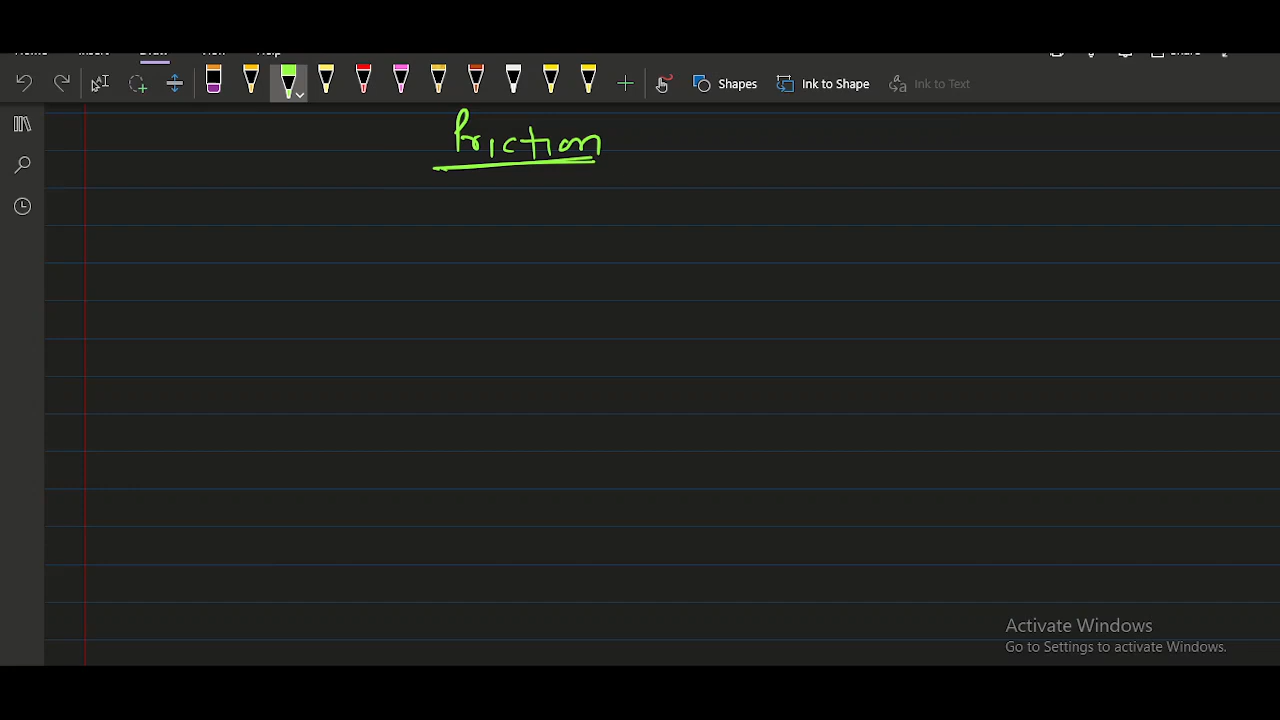 Shapes Ink to Shape Ink to Text
Friction
Activate Windows
Go to Settings to activate Windows.